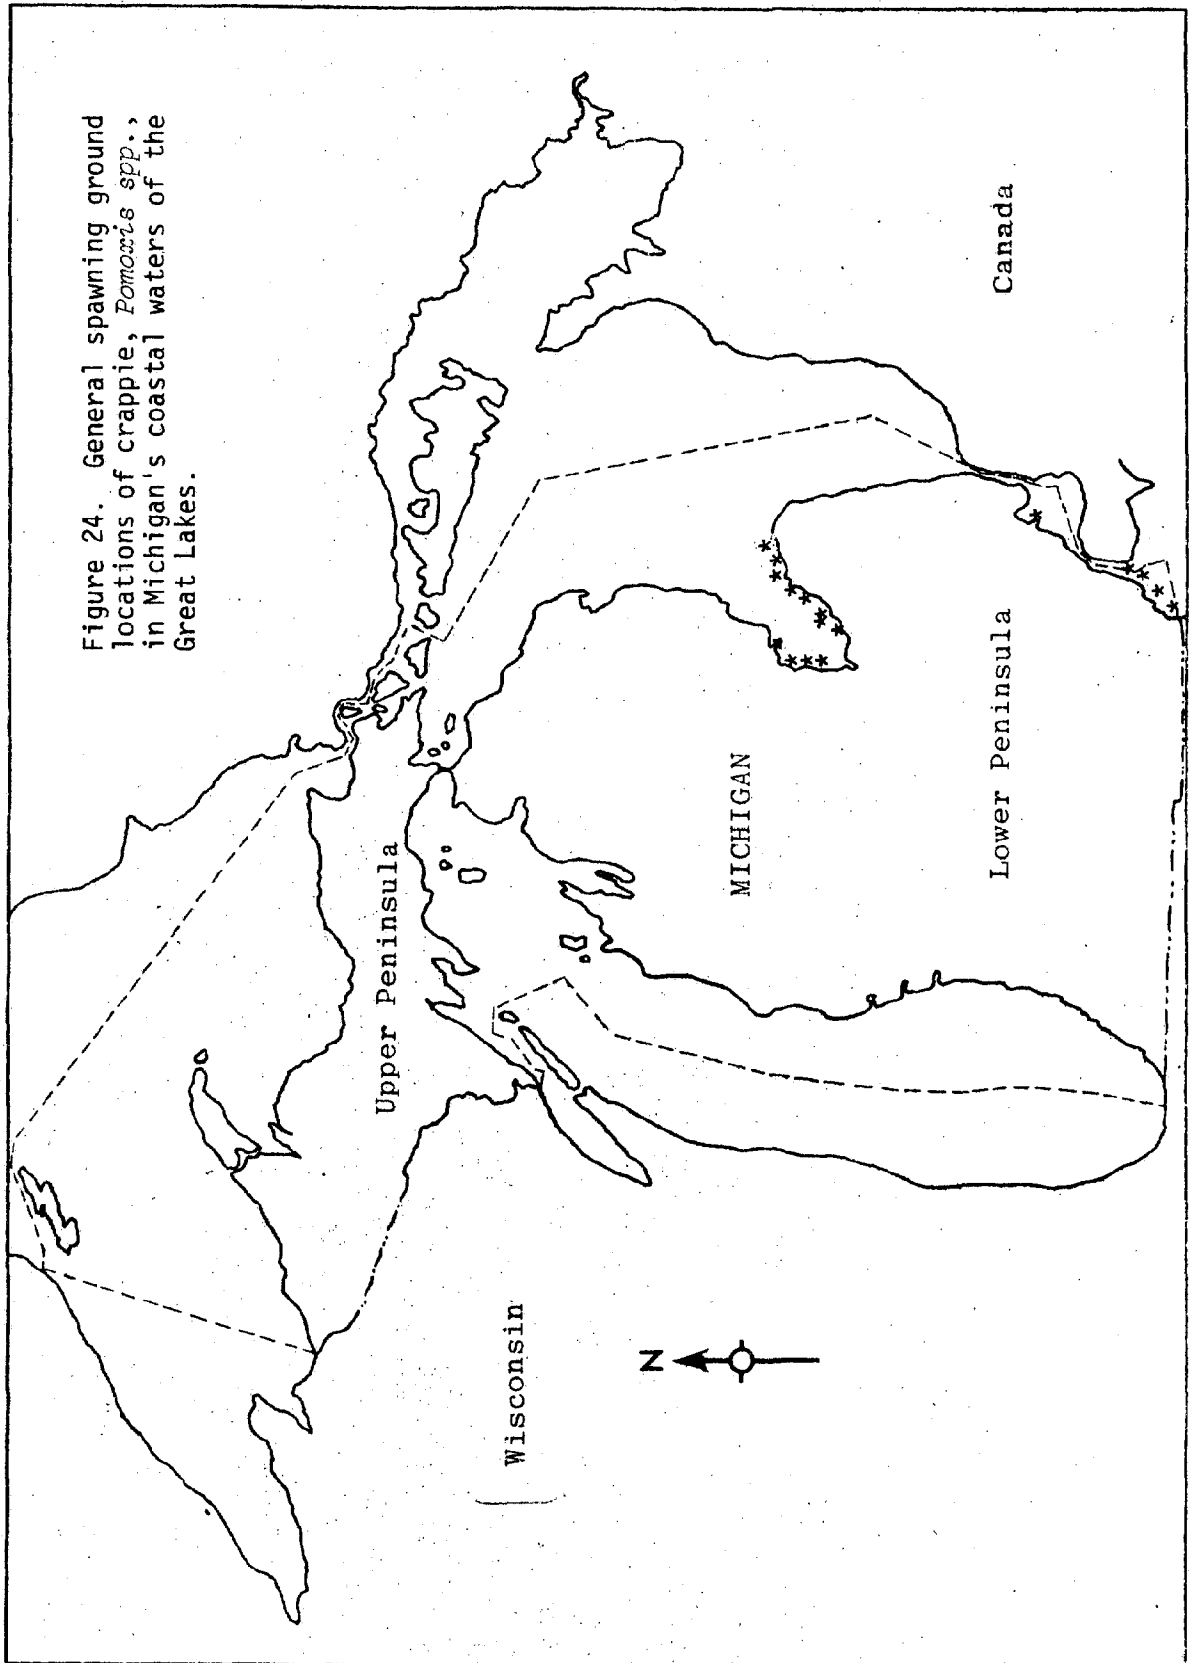 Figure 24. General spawning ground
locations of crappie, Pomoxis spp.,
in Michigan's coastal waters of the
Great Lakes.
Canada
Upper Peninsula
MICHIGAN
Lower Peninsula
Wisconsin
N